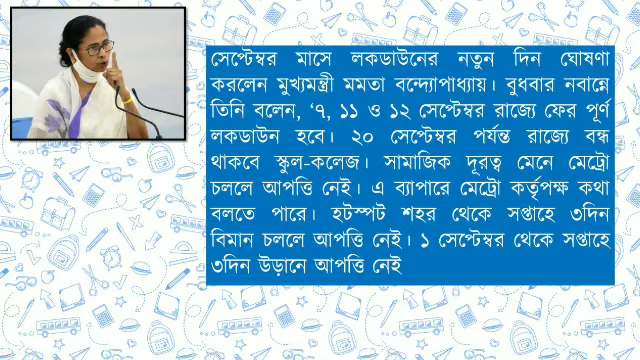 সেপ্টেম্বর মাসে লকডাউনের নতুন দিন ঘোষণা
করলেন মুখ্যমন্ত্রী মমতা বন্দ্যোপাধ্যায়। বুধবার নবান্নে
তিনি বলেন, ‘৭, ১১ ও ১২ সেপ্টেম্বর রাজ্যে ফের পূর্ণ
লকডাউন হবে। ২০ সেপ্টেম্বর পর্যন্ত রাজ্যে বন্ধ
থাকবে স্কুল-কলেজ। সামাজিক দূরত্ব মেনে মেট্রো
চললে আপত্তি নেই। এ ব্যাপারে মেট্রো কর্তৃপক্ষ কথা
বলতে পারে। হটস্পট শহর থেকে সপ্তাহে ৩দিন
বিমান চললে আপত্তি নেই। ১ সেপ্টেম্বর থেকে সপ্তাহে
৩দিন উড়ানে আপত্তি নেই